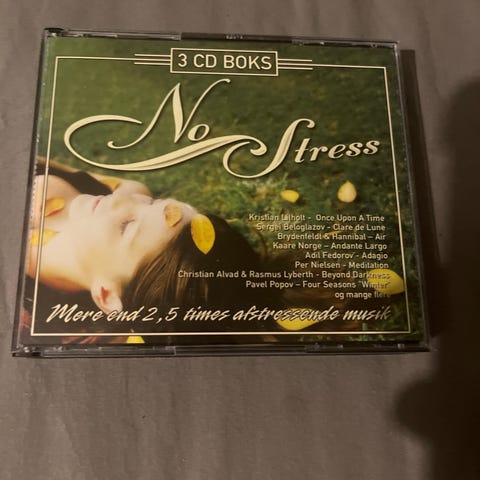 3 CD BOKS
No Stress
Kristian Lilholt - Once Upon A Time
Sergei Beloglazov - Clare de Lune
Brydenfeldt & Hannibal – Air
Kaare Norge – Andante Largo
Adil Fedorov - Adagio
Per Nielsen - Meditation
Christian Alvad & Rasmus Lyberth - Beyond Darkness
Pavel Popov – Four Seasons "Winter"
og mange flere
Mere end 2,5 times afstressende musik